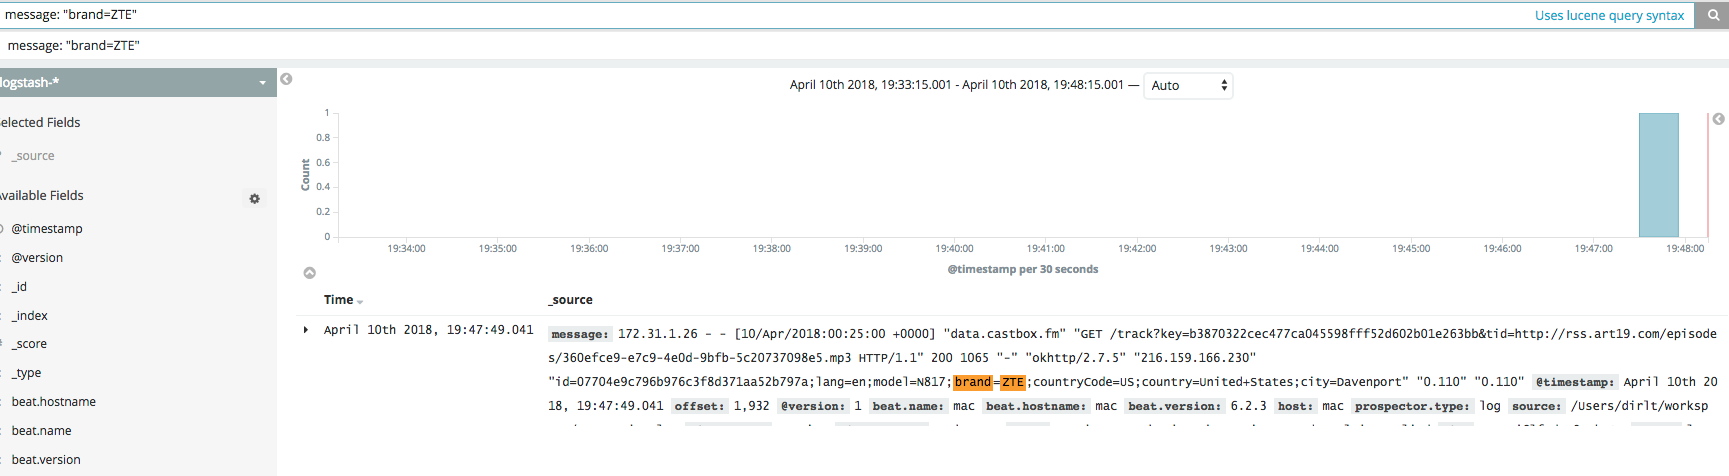 message: "brand=ZTE"
Uses lucene query syntax
message: "brand=ZTE"
logstash-*
April 10th 2018, 19:33:15.001 - April 10th 2018, 19:48:15.001 —
Auto
Selected Fields
_source
Available Fields
@timestamp
@version
_id
_index
_score
_type
beat.hostname
beat.name
beat.version
Count
1
0.8
0.6
0.4
0.2
0
19:34:00 19:35:00 19:36:00 19:37:00 19:38:00 19:39:00 19:40:00 19:41:00 19:42:00 19:43:00 19:44:00 19:45:00 19:46:00 19:47:00 19:48:00
@timestamp per 30 seconds
Time _source
April 10th 2018, 19:47:49.041
message: 172.31.1.26 - - [10/Apr/2018:00:25:00 +0000] "data.castbox.fm" "GET /track?key=b3870322cec477ca045598fff52d602b01e263bb&tid=http://rss.art19.com/episode
s/360efce9-e7c9-4e0d-9bfb-5c20737098e5.mp3 HTTP/1.1" 200 1065 "-" "okhttp/2.7.5" "216.159.166.230"
"id=07704e9c796b976c3f8d371aa52b797a;lang=en;model=N817;brand=ZTE;countryCode=US;country=United+States;city=Davenport" "0.110" "0.110" @timestamp: April 10th 20
18, 19:47:49.041 offset: 1,932 @version: 1 beat.name: mac beat.hostname: mac beat.version: 6.2.3 host: mac prospector.type: log source: /Users/dirlt/worksp